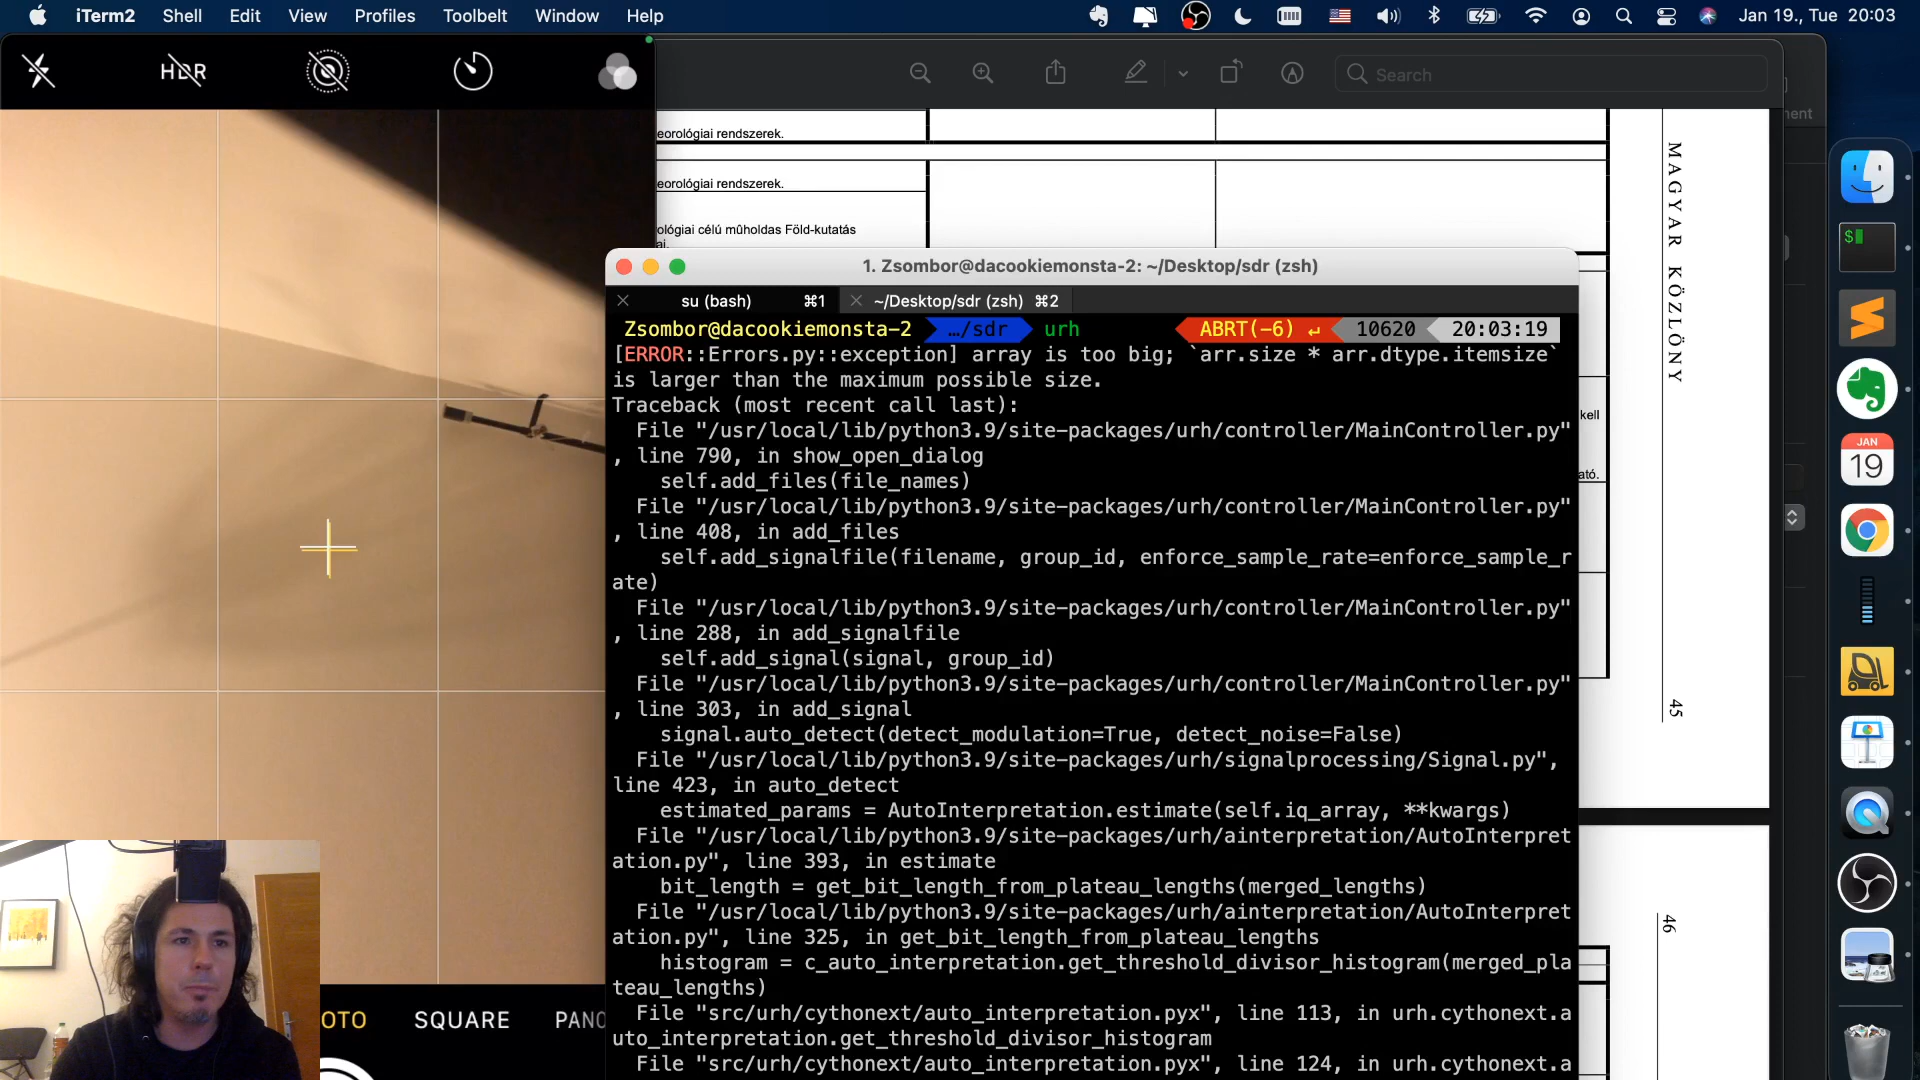 iTerm2 Shell Edit View Profiles Toolbelt Window Help
Jan 19., Tue 20:03
HDR
Search
eorológiai rendszerek.
eorológiai rendszerek.
ológiai célú műholdas Föld-kutatás
ai.
MAGYAR KÖZLÖNY
45
46
kell
ató.
ment
1. Zsombor@dacookiemonsta-2: ~/Desktop/sdr (zsh)
su (bash) ⌘1 ~/Desktop/sdr (zsh) ⌘2
Zsombor@dacookiemonsta-2 …/sdr urh ABRT(-6) ↵ 10620 20:03:19
[ERROR::Errors.py::exception] array is too big; `arr.size * arr.dtype.itemsize`
is larger than the maximum possible size.
Traceback (most recent call last):
File "/usr/local/lib/python3.9/site-packages/urh/controller/MainController.py"
, line 790, in show_open_dialog
self.add_files(file_names)
File "/usr/local/lib/python3.9/site-packages/urh/controller/MainController.py"
, line 408, in add_files
self.add_signalfile(filename, group_id, enforce_sample_rate=enforce_sample_r
ate)
File "/usr/local/lib/python3.9/site-packages/urh/controller/MainController.py"
, line 288, in add_signalfile
self.add_signal(signal, group_id)
File "/usr/local/lib/python3.9/site-packages/urh/controller/MainController.py"
, line 303, in add_signal
signal.auto_detect(detect_modulation=True, detect_noise=False)
File "/usr/local/lib/python3.9/site-packages/urh/signalprocessing/Signal.py",
line 423, in auto_detect
estimated_params = AutoInterpretation.estimate(self.iq_array, **kwargs)
File "/usr/local/lib/python3.9/site-packages/urh/ainterpretation/AutoInterpret
ation.py", line 393, in estimate
bit_length = get_bit_length_from_plateau_lengths(merged_lengths)
File "/usr/local/lib/python3.9/site-packages/urh/ainterpretation/AutoInterpret
ation.py", line 325, in get_bit_length_from_plateau_lengths
histogram = c_auto_interpretation.get_threshold_divisor_histogram(merged_pla
teau_lengths)
File "src/urh/cythonext/auto_interpretation.pyx", line 113, in urh.cythonext.a
uto_interpretation.get_threshold_divisor_histogram
File "src/urh/cythonext/auto_interpretation.pyx", line 124, in urh.cythonext.a
OTO SQUARE PANO
JAN
19
$